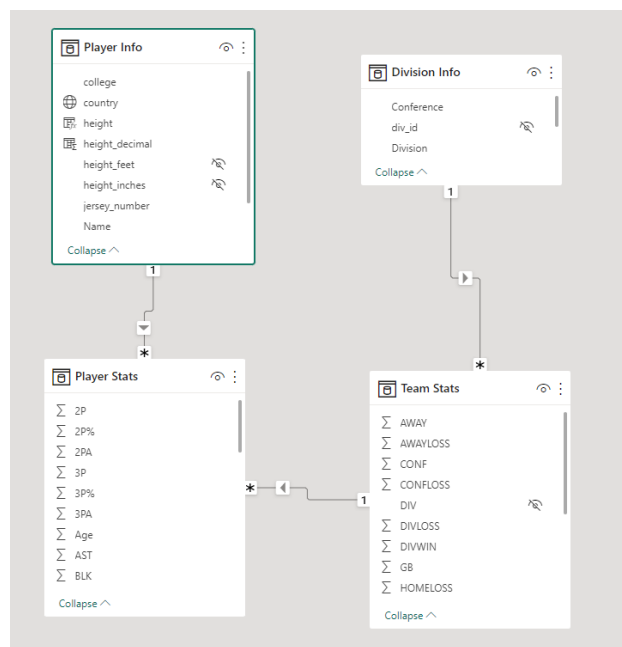 Player Info
college
country
height
height_decimal
height_feet
height_inches
jersey_number
Name
Collapse
1
*
Division Info
Conference
div_id
Division
Collapse
1
*
Player Stats
Σ 2P
Σ 2P%
Σ 2PA
Σ 3P
Σ 3P%
Σ 3PA
Σ Age
Σ AST
Σ BLK
Collapse
*
1
Team Stats
Σ AWAY
Σ AWAYLOSS
Σ CONF
Σ CONFLOSS
DIV
Σ DIVLOSS
Σ DIVWIN
Σ GB
Σ HOMELOSS
Collapse